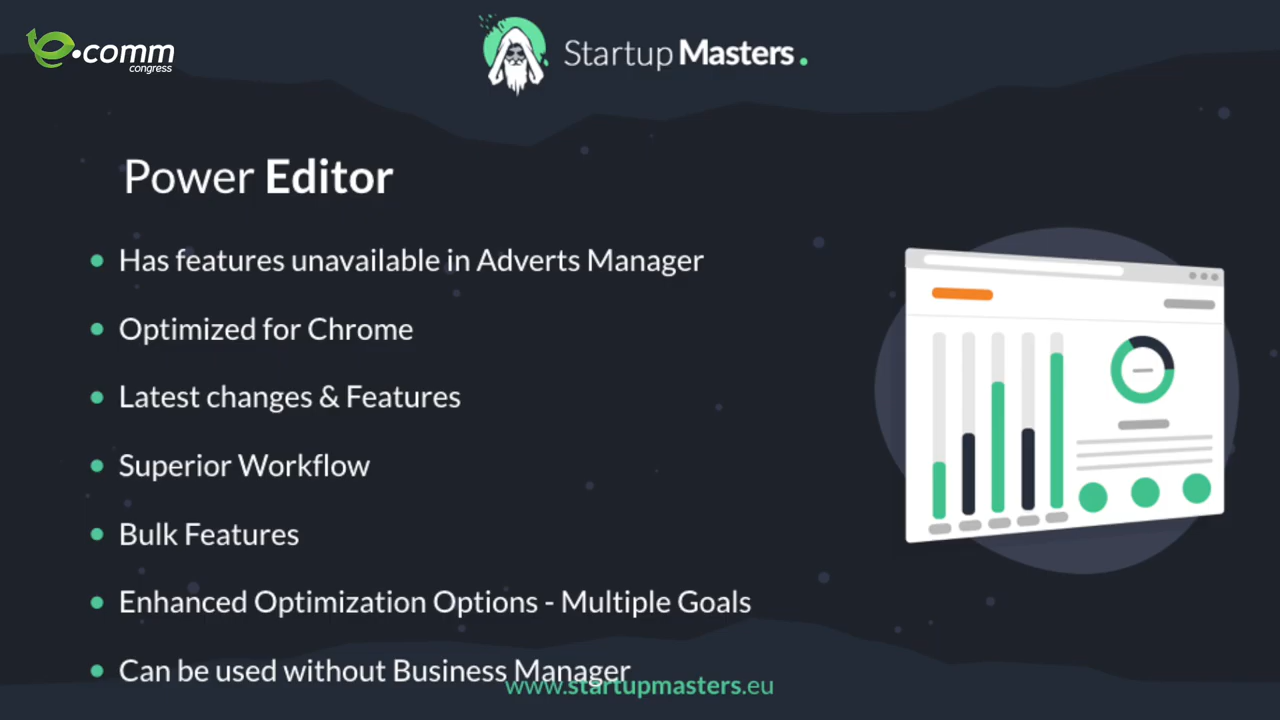 e.comm
congress
Startup Masters.
Power Editor
Has features unavailable in Adverts Manager
Optimized for Chrome
Latest changes & Features
Superior Workflow
Bulk Features
Enhanced Optimization Options - Multiple Goals
Can be used without Business Manager
www.startupmasters.eu